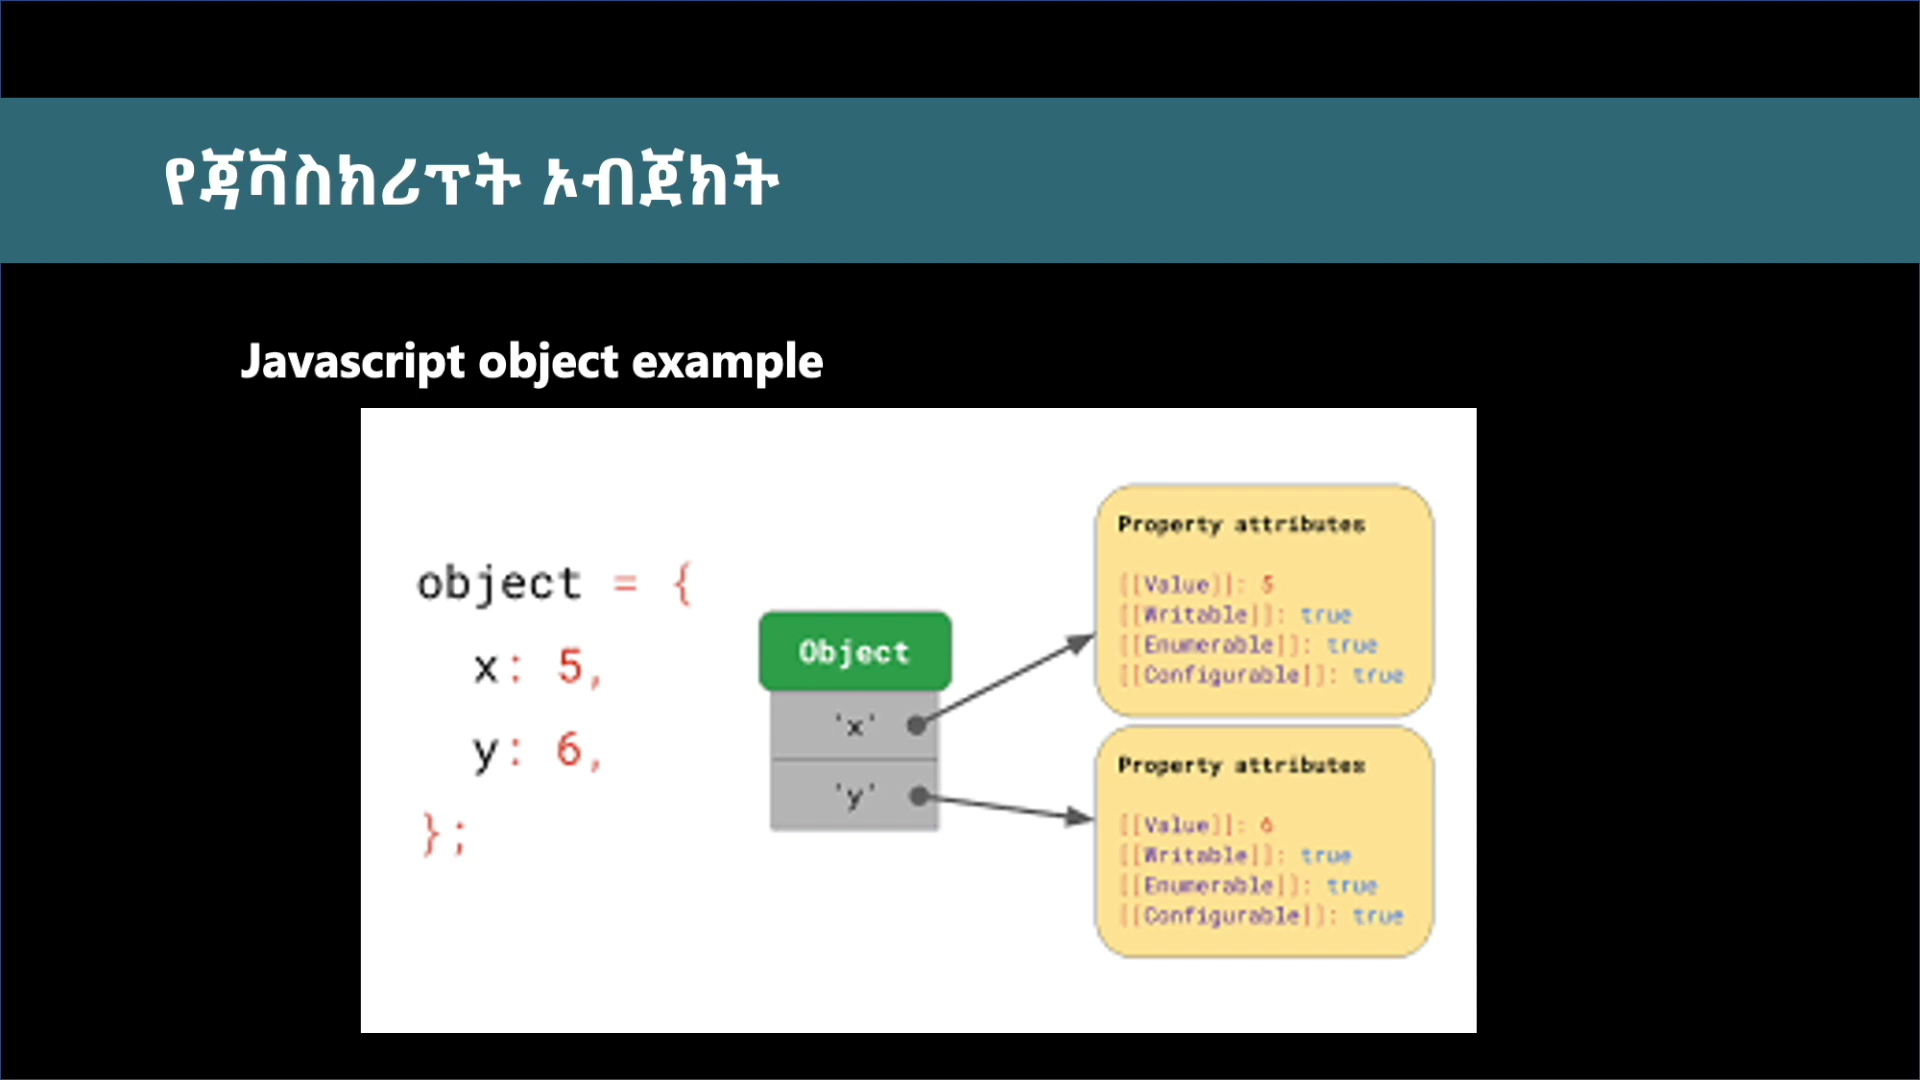 የጃቫስክሪፕት ኦብጀክት
Javascript object example
object = {
x: 5,
y: 6,
};
Object
'x'
'y'
Property attributes
[[Value]]: 5
[[Writable]]: true
[[Enumerable]]: true
[[Configurable]]: true
Property attributes
[[Value]]: 6
[[Writable]]: true
[[Enumerable]]: true
[[Configurable]]: true